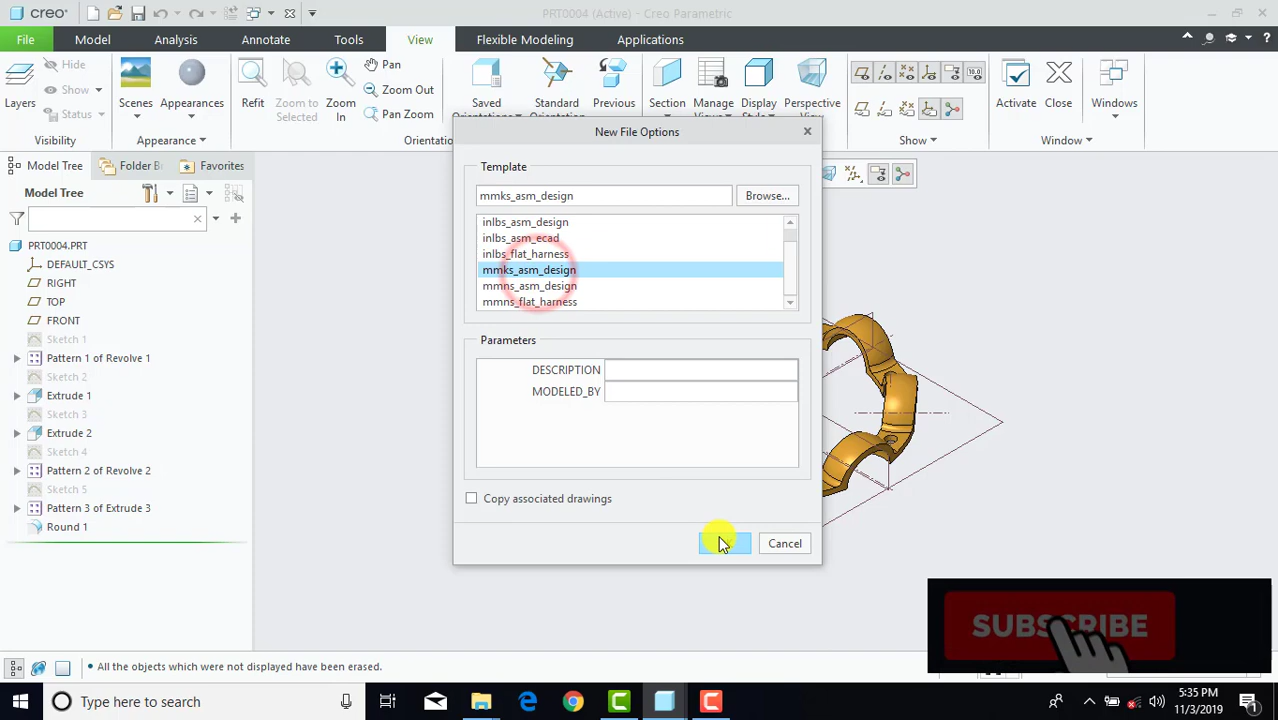 creo
PRT0004 (Active) - Creo Parametric
File
Model
Analysis
Annotate
Tools
View
Flexible Modeling
Applications
Layers
Hide
Show
Status
Visibility
Scenes
Appearances
Appearance
Refit
Zoom to
Selected
Zoom
In
Pan
Zoom Out
Pan Zoom
Saved
Orientations
Standard
Orientation
Previous
Section
Manage
Views
Display
Style
Perspective
View
Show
Activate
Close
Windows
Window
Model Tree
Folder B
Favorites
Model Tree
PRT0004.PRT
DEFAULT_CSYS
RIGHT
TOP
FRONT
Sketch 1
Pattern 1 of Revolve 1
Sketch 2
Extrude 1
Sketch 3
Extrude 2
Sketch 4
Pattern 2 of Revolve 2
Sketch 5
Pattern 3 of Extrude 3
Round 1
New File Options
Template
mmks_asm_design
Browse...
inlbs_asm_design
inlbs_asm_ecad
inlbs_flat_harness
mmks_asm_design
mmns_asm_design
mmns_flat_harness
Parameters
DESCRIPTION
MODELED_BY
Copy associated drawings
Cancel
SUBSCRIBE
• All the objects which were not displayed have been erased.
Type here to search
5:35 PM
11/3/2019